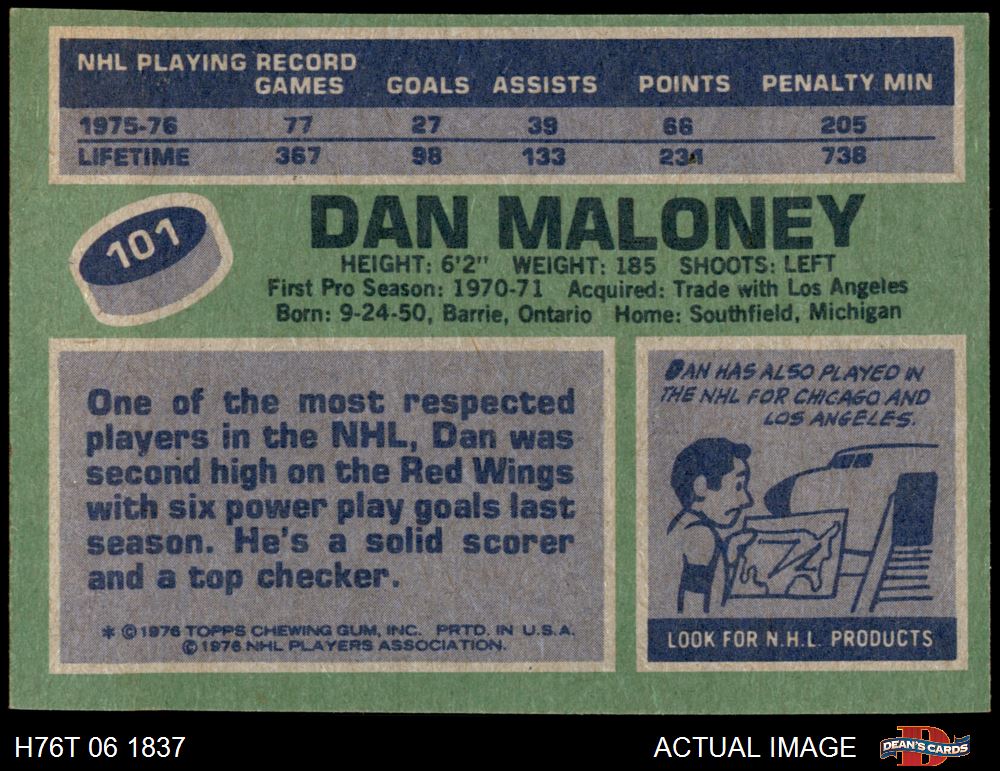 NHL PLAYING RECORD
GAMES GOALS ASSISTS POINTS PENALTY MIN
1975-76 77 27 39 66 205
LIFETIME 367 98 133 231 738
101
DAN MALONEY
HEIGHT: 6'2" WEIGHT: 185 SHOOTS: LEFT
First Pro Season: 1970-71 Acquired: Trade with Los Angeles
Born: 9-24-50, Barrie, Ontario Home: Southfield, Michigan
One of the most respected
players in the NHL, Dan was
second high on the Red Wings
with six power play goals last
season. He's a solid scorer
and a top checker.
* © 1976 TOPPS CHEWING GUM, INC. PRTD. IN U.S.A.
© 1976 NHL PLAYERS ASSOCIATION.
DAN HAS ALSO PLAYED IN
THE NHL FOR CHICAGO AND
LOS ANGELES.
LOOK FOR N.H.L. PRODUCTS
H76T 06 1837
ACTUAL IMAGE
DEAN'S CARDS